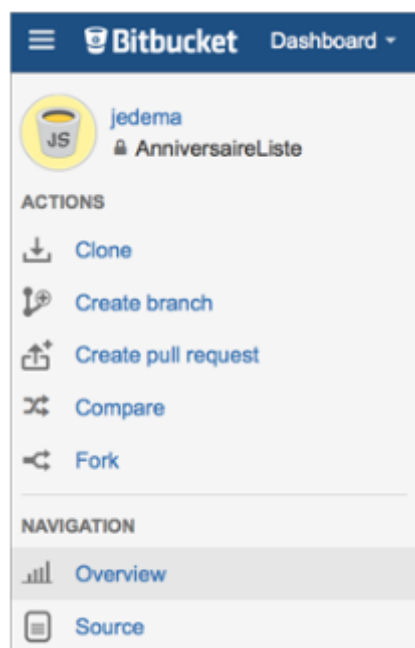 Bitbucket Dashboard
JS
jedema
AnniversaireListe
ACTIONS
Clone
Create branch
Create pull request
Compare
Fork
NAVIGATION
Overview
Source